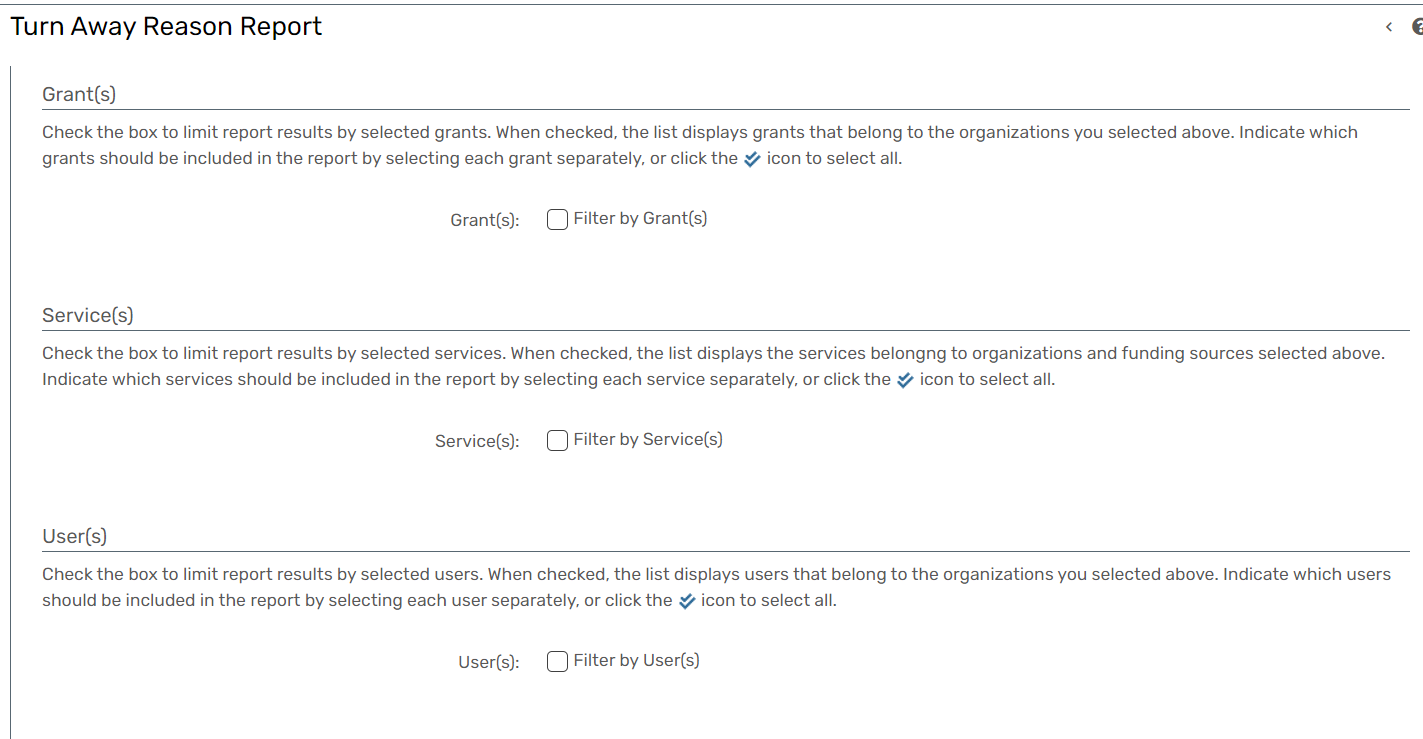 Turn Away Reason Report
Grant(s)
Check the box to limit report results by selected grants. When checked, the list displays grants that belong to the organizations you selected above. Indicate which
grants should be included in the report by selecting each grant separately, or click the icon to select all.
Grant(s): Filter by Grant(s)
Service(s)
Check the box to limit report results by selected services. When checked, the list displays the services belongng to organizations and funding sources selected above.
Indicate which services should be included in the report by selecting each service separately, or click the icon to select all.
Service(s): Filter by Service(s)
User(s)
Check the box to limit report results by selected users. When checked, the list displays users that belong to the organizations you selected above. Indicate which users
should be included in the report by selecting each user separately, or click the icon to select all.
User(s): Filter by User(s)